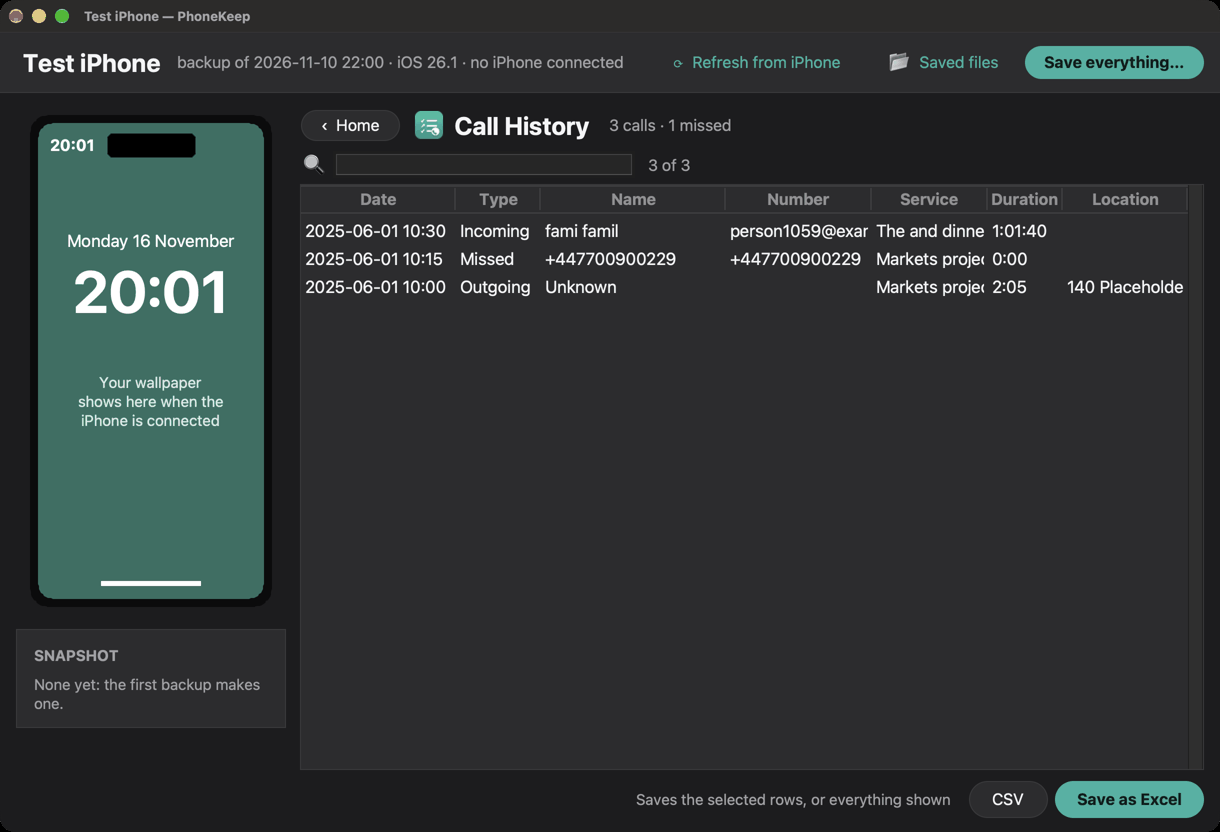 Test iPhone — PhoneKeep
Test iPhone backup of 2026-11-10 22:00 · iOS 26.1 · no iPhone connected Refresh from iPhone Saved files Save everything...
20:01
Monday 16 November
20:01
Your wallpaper
shows here when the
iPhone is connected
SNAPSHOT
None yet: the first backup makes
one.
‹ Home Call History 3 calls · 1 missed
3 of 3
Date Type Name Number Service Duration Location
2025-06-01 10:30 Incoming fami famil person1059@exar The and dinne 1:01:40
2025-06-01 10:15 Missed +447700900229 +447700900229 Markets projec 0:00
2025-06-01 10:00 Outgoing Unknown Markets projec 2:05 140 Placeholde
Saves the selected rows, or everything shown CSV Save as Excel